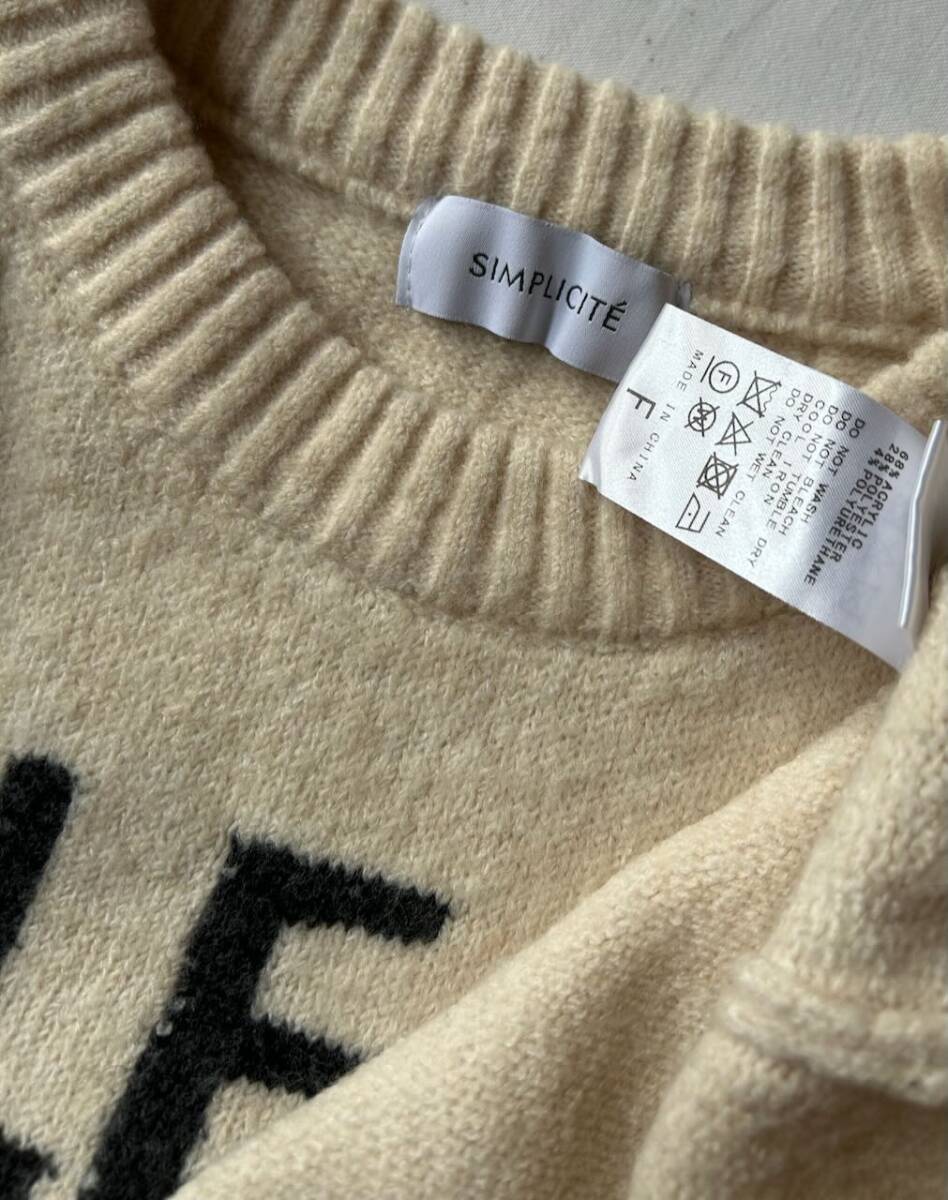 SIMPLICITÉ
68% ACRYLIC
28% POLYESTER
4% POLYURETHANE
DO NOT WASH
DO NOT BLEACH
DO NOT TUMBLE DRY
COOL IRON
DRY CLEAN
DO NOT WET CLEAN
F W
MADE IN CHINA
F